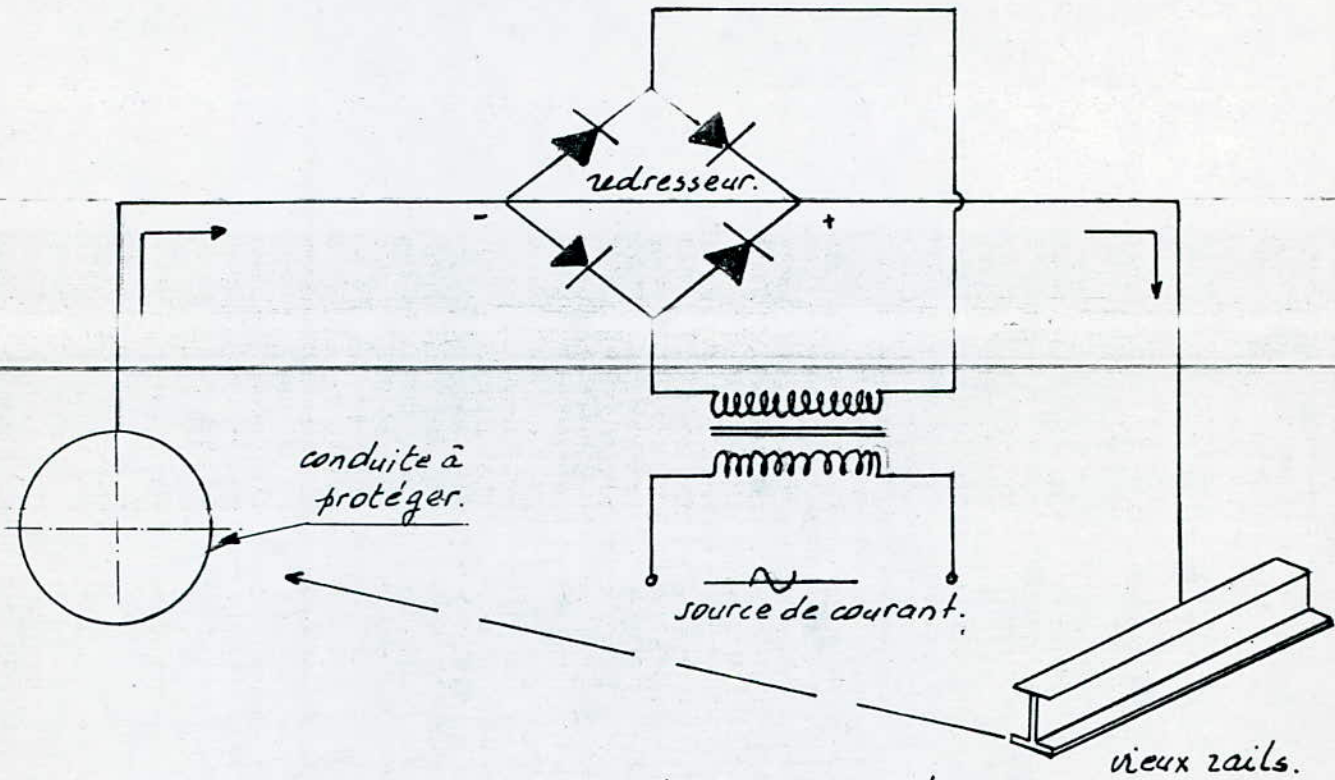 redresseur.
- +
conduite à
protéger.
source de courant.
vieux rails.